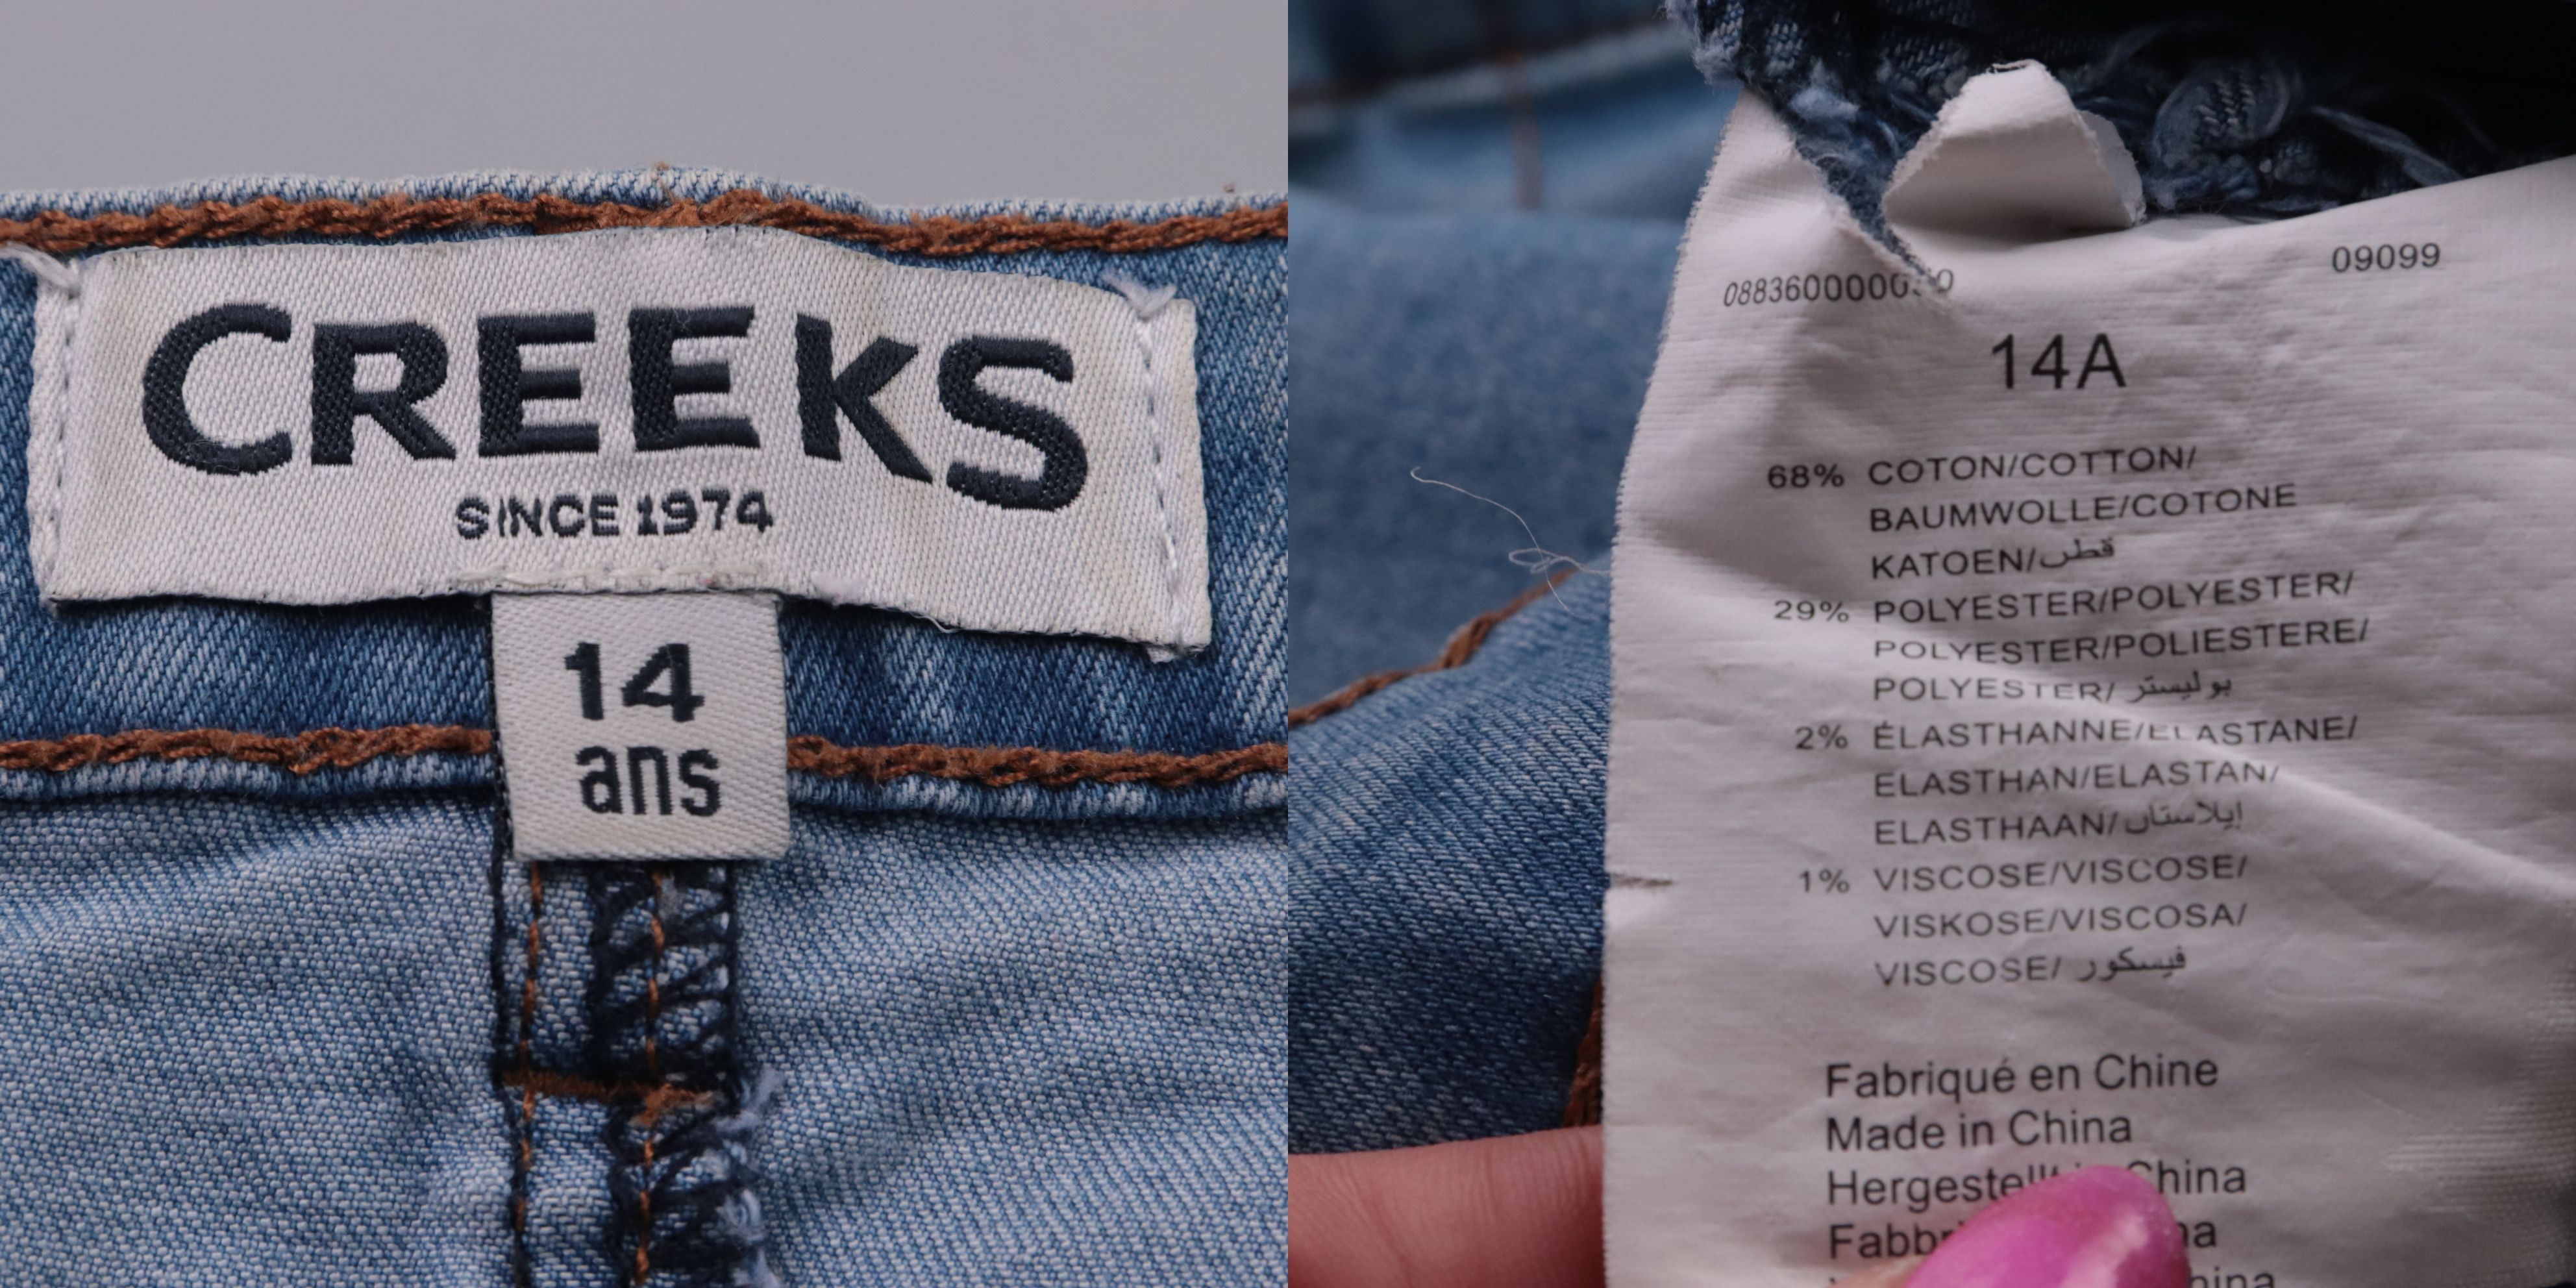 CREEKS
SINCE 1974
14
ans
09099
14A
68% COTON/COTTON/
BAUMWOLLE/COTONE
KATOEN/قطن
29% POLYESTER/POLYESTER/
POLYESTER/POLIESTERE/
POLYESTER/ بوليستر
2% ÉLASTHANNE/ELASTANE/
ELASTHAN/ELASTAN/
ELASTHAAN/إيلاستان
1% VISCOSE/VISCOSE/
VISKOSE/VISCOSA/
VISCOSE/ فيسكور
Fabriqué en Chine
Made in China